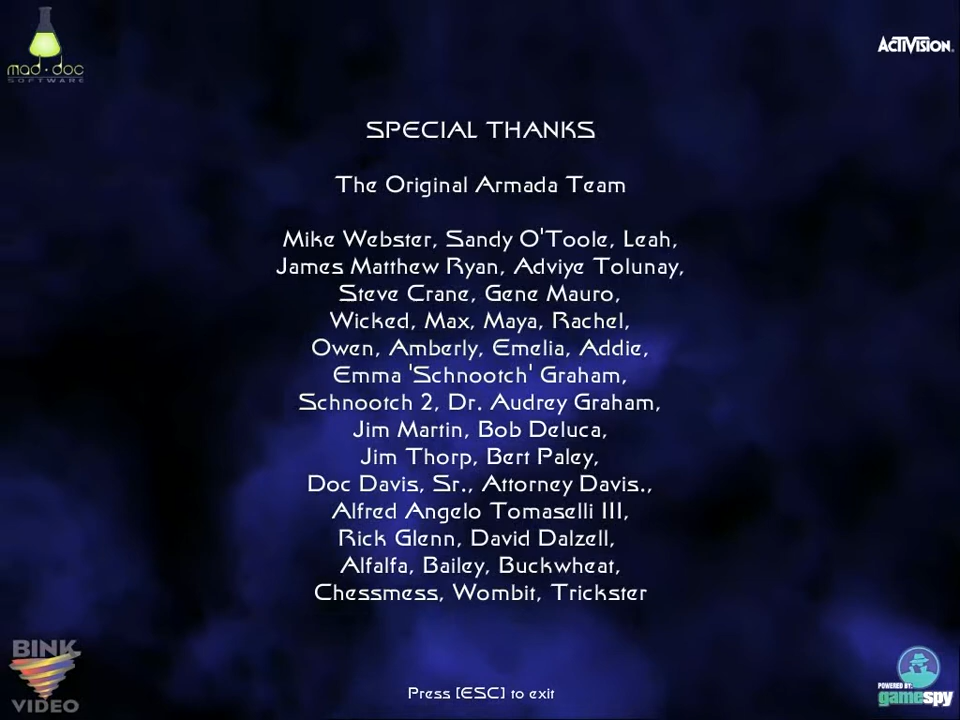 mad·doc
SOFTWARE
ACTIVISION®
SPECIAL THANKS
The Original Armada Team
Mike Webster, Sandy O'Toole, Leah,
James Matthew Ryan, Adviye Tolunay,
Steve Crane, Gene Mauro,
Wicked, Max, Maya, Rachel,
Owen, Amberly, Emelia, Addie,
Emma 'Schnootch' Graham,
Schnootch 2, Dr. Audrey Graham,
Jim Martin, Bob Deluca,
Jim Thorp, Bert Paley,
Doc Davis, Sr., Attorney Davis.,
Alfred Angelo Tomaselli III,
Rick Glenn, David Dalzell,
Alfalfa, Bailey, Buckwheat,
Chessmess, Wombit, Trickster
BINK
VIDEO
Press [ESC] to exit
POWERED BY:
gamespy